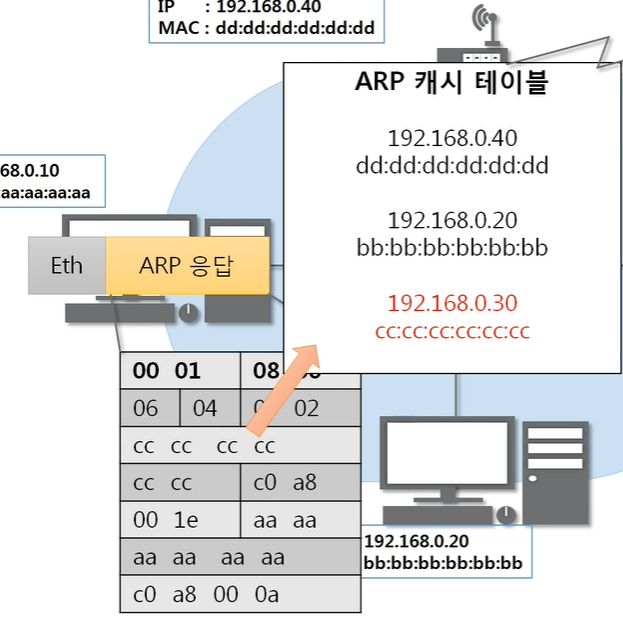 IP : 192.168.0.40
MAC : dd:dd:dd:dd:dd:dd
ARP 캐시 테이블
192.168.0.40
dd:dd:dd:dd:dd:dd
192.168.0.20
bb:bb:bb:bb:bb:bb
192.168.0.30
cc:cc:cc:cc:cc:cc
68.0.10
:aa:aa:aa:aa
Eth ARP 응답
00 01 08
06 04 02
cc cc cc cc
cc cc c0 a8
00 1e aa aa
aa aa aa aa
c0 a8 00 0a
192.168.0.20
bb:bb:bb:bb:bb:bb